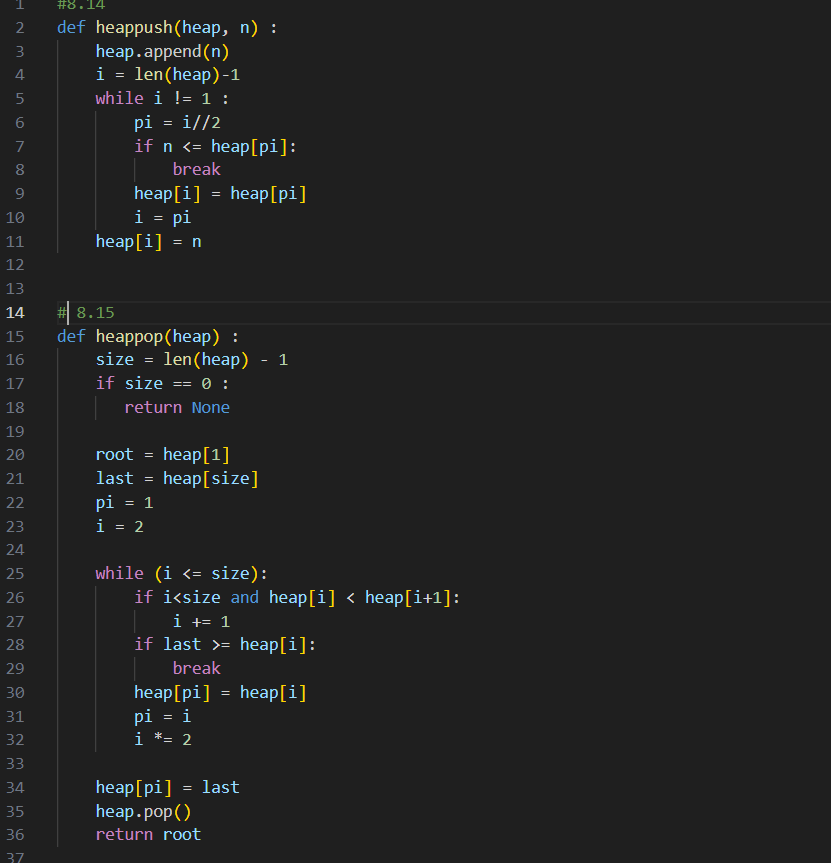 1 #8.14
2 def heappush(heap, n) :
3     heap.append(n)
4     i = len(heap)-1
5     while i != 1 :
6         pi = i//2
7         if n <= heap[pi]:
8             break
9         heap[i] = heap[pi]
10         i = pi
11     heap[i] = n
12
13
14 # 8.15
15 def heappop(heap) :
16     size = len(heap) - 1
17     if size == 0 :
18        return None
19
20     root = heap[1]
21     last = heap[size]
22     pi = 1
23     i = 2
24
25     while (i <= size):
26         if i<size and heap[i] < heap[i+1]:
27             i += 1
28         if last >= heap[i]:
29             break
30         heap[pi] = heap[i]
31         pi = i
32         i *= 2
33
34     heap[pi] = last
35     heap.pop()
36     return root
37